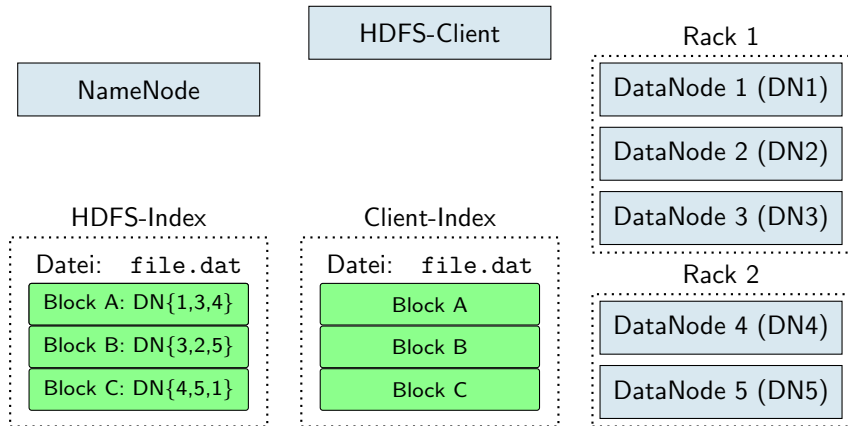 HDFS-Client
NameNode
HDFS-Index
Datei: file.dat
Block A: DN{1,3,4}
Block B: DN{3,2,5}
Block C: DN{4,5,1}
Client-Index
Datei: file.dat
Block A
Block B
Block C
Rack 1
DataNode 1 (DN1)
DataNode 2 (DN2)
DataNode 3 (DN3)
Rack 2
DataNode 4 (DN4)
DataNode 5 (DN5)